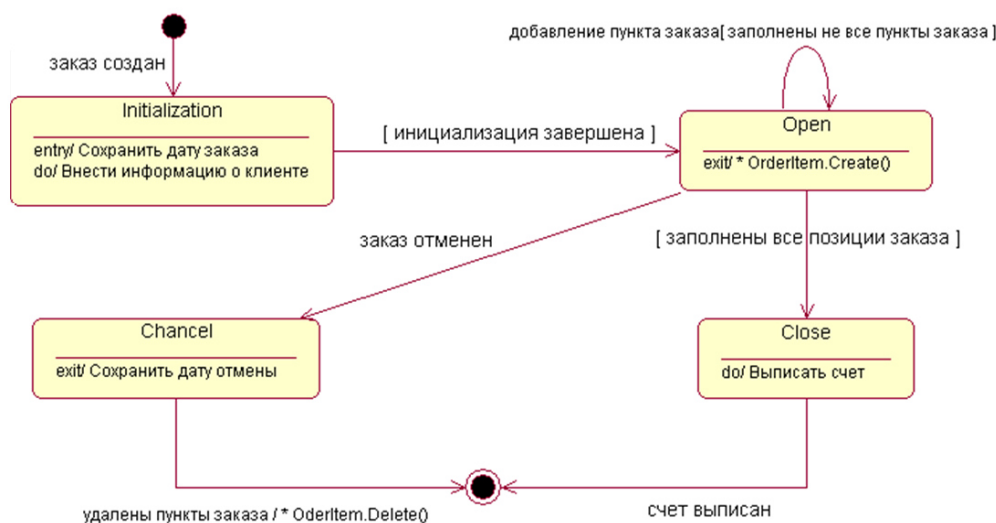 добавление пункта заказа[ заполнены не все пункты заказа ]
заказ создан
Initialization
entry/ Сохранить дату заказа
do/ Внести информацию о клиенте
[ инициализация завершена ]
Open
exit/ * OrderItem.Create()
заказ отменен
[ заполнены все позиции заказа ]
Chancel
exit/ Сохранить дату отмены
Close
do/ Выписать счет
удалены пункты заказа / * OderItem.Delete()
счет выписан